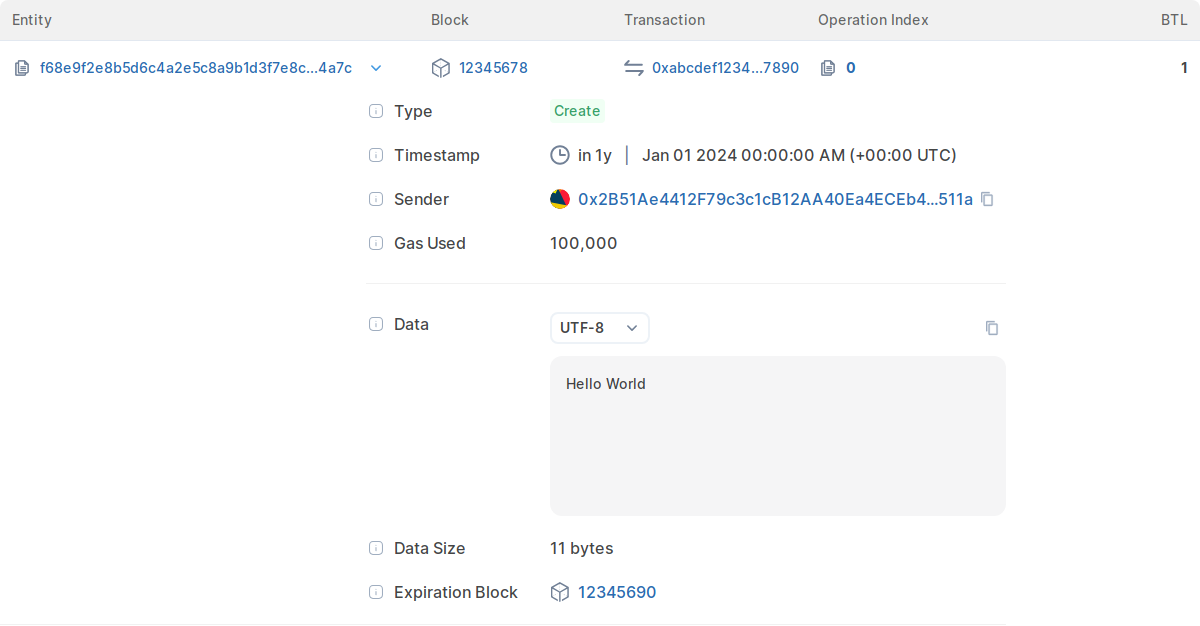 Entity Block Transaction Operation Index BTL
f68e9f2e8b5d6c4a2e5c8a9b1d3f7e8c...4a7c 12345678 0xabcdef1234...7890 0 1
Type Create
Timestamp in 1y | Jan 01 2024 00:00:00 AM (+00:00 UTC)
Sender 0x2B51Ae4412F79c3c1cB12AA40Ea4ECEb4...511a
Gas Used 100,000
Data UTF-8
Hello World
Data Size 11 bytes
Expiration Block 12345690